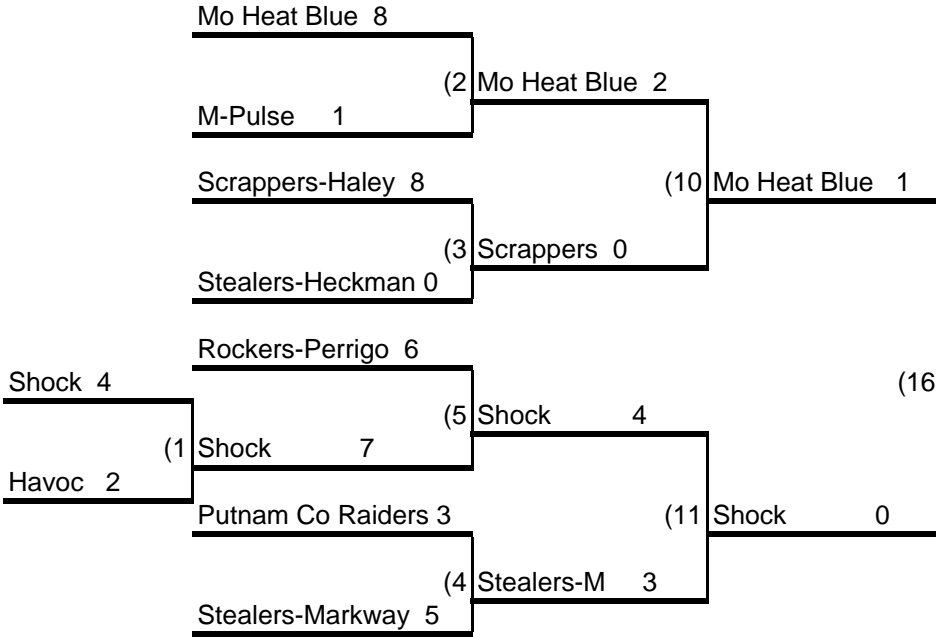 Mo Heat Blue 8
(2 Mo Heat Blue 2
M-Pulse 1
Scrappers-Haley 8
(10 Mo Heat Blue 1
(3 Scrappers 0
Stealers-Heckman 0
Rockers-Perrigo 6
Shock 4
(16
(5 Shock 4
(1 Shock 7
Havoc 2
Putnam Co Raiders 3
(11 Shock 0
(4 Stealers-M 3
Stealers-Markway 5